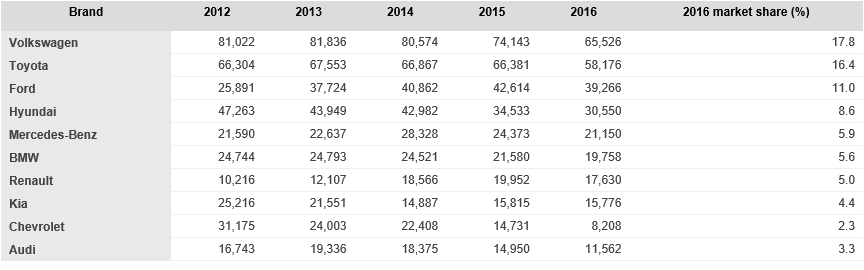 Brand 2012 2013 2014 2015 2016 2016 market share (%)
Volkswagen 81,022 81,836 80,574 74,143 65,526 17.8
Toyota 66,304 67,553 66,867 66,381 58,176 16.4
Ford 25,891 37,724 40,862 42,614 39,266 11.0
Hyundai 47,263 43,949 42,982 34,533 30,550 8.6
Mercedes-Benz 21,590 22,637 28,328 24,373 21,150 5.9
BMW 24,744 24,793 24,521 21,580 19,758 5.6
Renault 10,216 12,107 18,566 19,952 17,630 5.0
Kia 25,216 21,551 14,887 15,815 15,776 4.4
Chevrolet 31,175 24,003 22,408 14,731 8,208 2.3
Audi 16,743 19,336 18,375 14,950 11,562 3.3